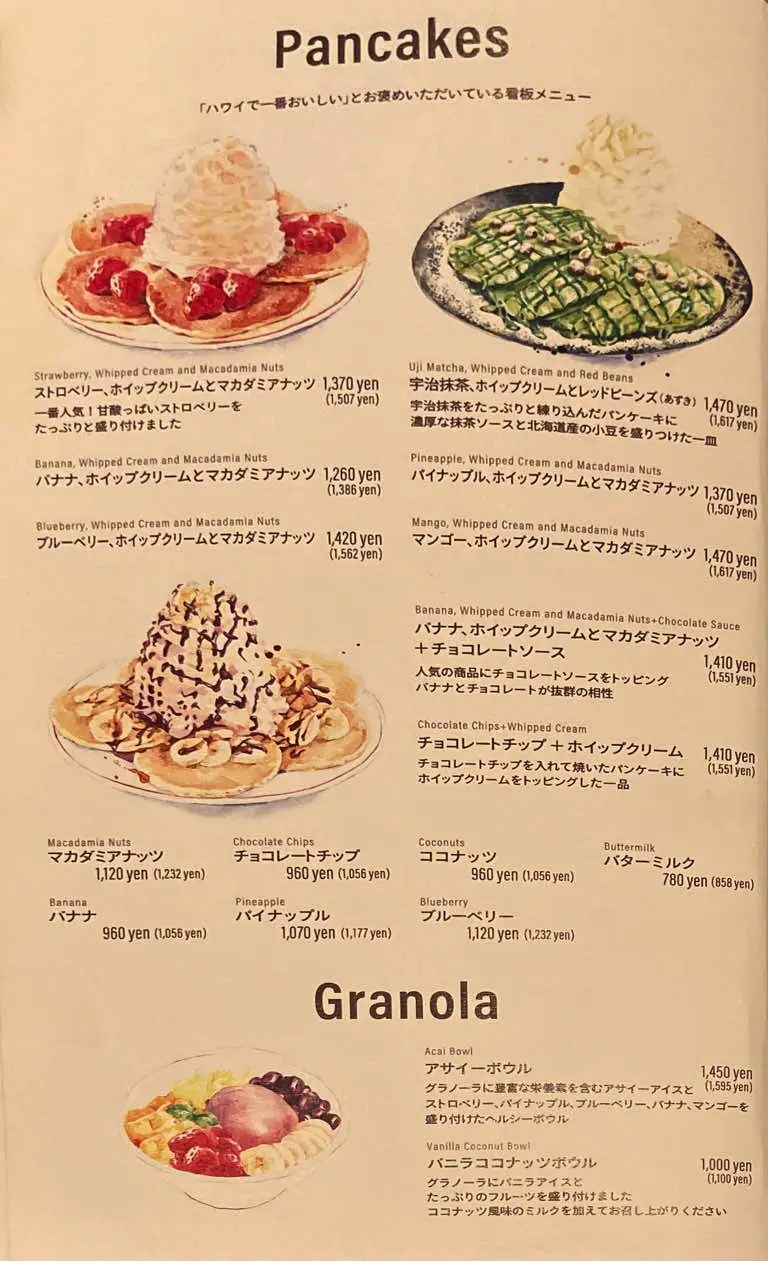 Pancakes
「ハワイで一番おいしい」とお褒めいただいている看板メニュー
Strawberry, Whipped Cream and Macadamia Nuts
ストロベリー、ホイップクリームとマカダミアナッツ 1,370 yen
(1,507 yen)
一番人気！甘酸っぱいストロベリーを
たっぷりと盛り付けました
Banana, Whipped Cream and Macadamia Nuts
バナナ、ホイップクリームとマカダミアナッツ 1,260 yen
(1,386 yen)
Blueberry, Whipped Cream and Macadamia Nuts
ブルーベリー、ホイップクリームとマカダミアナッツ 1,420 yen
(1,562 yen)
Uji Matcha, Whipped Cream and Red Beans
宇治抹茶、ホイップクリームとレッドビーンズ(あずき) 1,470 yen
(1,617 yen)
宇治抹茶をたっぷりと練り込んだパンケーキに
濃厚な抹茶ソースと北海道産の小豆を盛りつけた一皿
Pineapple, Whipped Cream and Macadamia Nuts
パイナップル、ホイップクリームとマカダミアナッツ 1,370 yen
(1,507 yen)
Mango, Whipped Cream and Macadamia Nuts
マンゴー、ホイップクリームとマカダミアナッツ 1,470 yen
(1,617 yen)
Banana, Whipped Cream and Macadamia Nuts+Chocolate Sauce
バナナ、ホイップクリームとマカダミアナッツ
＋チョコレートソース 1,410 yen
(1,551 yen)
人気の商品にチョコレートソースをトッピング
バナナとチョコレートが抜群の相性
Chocolate Chips+Whipped Cream
チョコレートチップ＋ホイップクリーム 1,410 yen
(1,551 yen)
チョコレートチップを入れて焼いたパンケーキに
ホイップクリームをトッピングした一品
Macadamia Nuts
マカダミアナッツ
1,120 yen (1,232 yen)
Chocolate Chips
チョコレートチップ
960 yen (1,056 yen)
Coconuts
ココナッツ
960 yen (1,056 yen)
Buttermilk
バターミルク
780 yen (858 yen)
Banana
バナナ
960 yen (1,056 yen)
Pineapple
パイナップル
1,070 yen (1,177 yen)
Blueberry
ブルーベリー
1,120 yen (1,232 yen)
Granola
Acai Bowl
アサイーボウル 1,450 yen
(1,595 yen)
グラノーラに豊富な栄養素を含むアサイーアイスと
ストロベリー、パイナップル、ブルーベリー、バナナ、マンゴーを
盛り付けたヘルシーボウル
Vanilla Coconut Bowl
バニラココナッツボウル 1,000 yen
(1,100 yen)
グラノーラにバニラアイスと
たっぷりのフルーツを盛り付けました
ココナッツ風味のミルクを加えてお召し上がりください